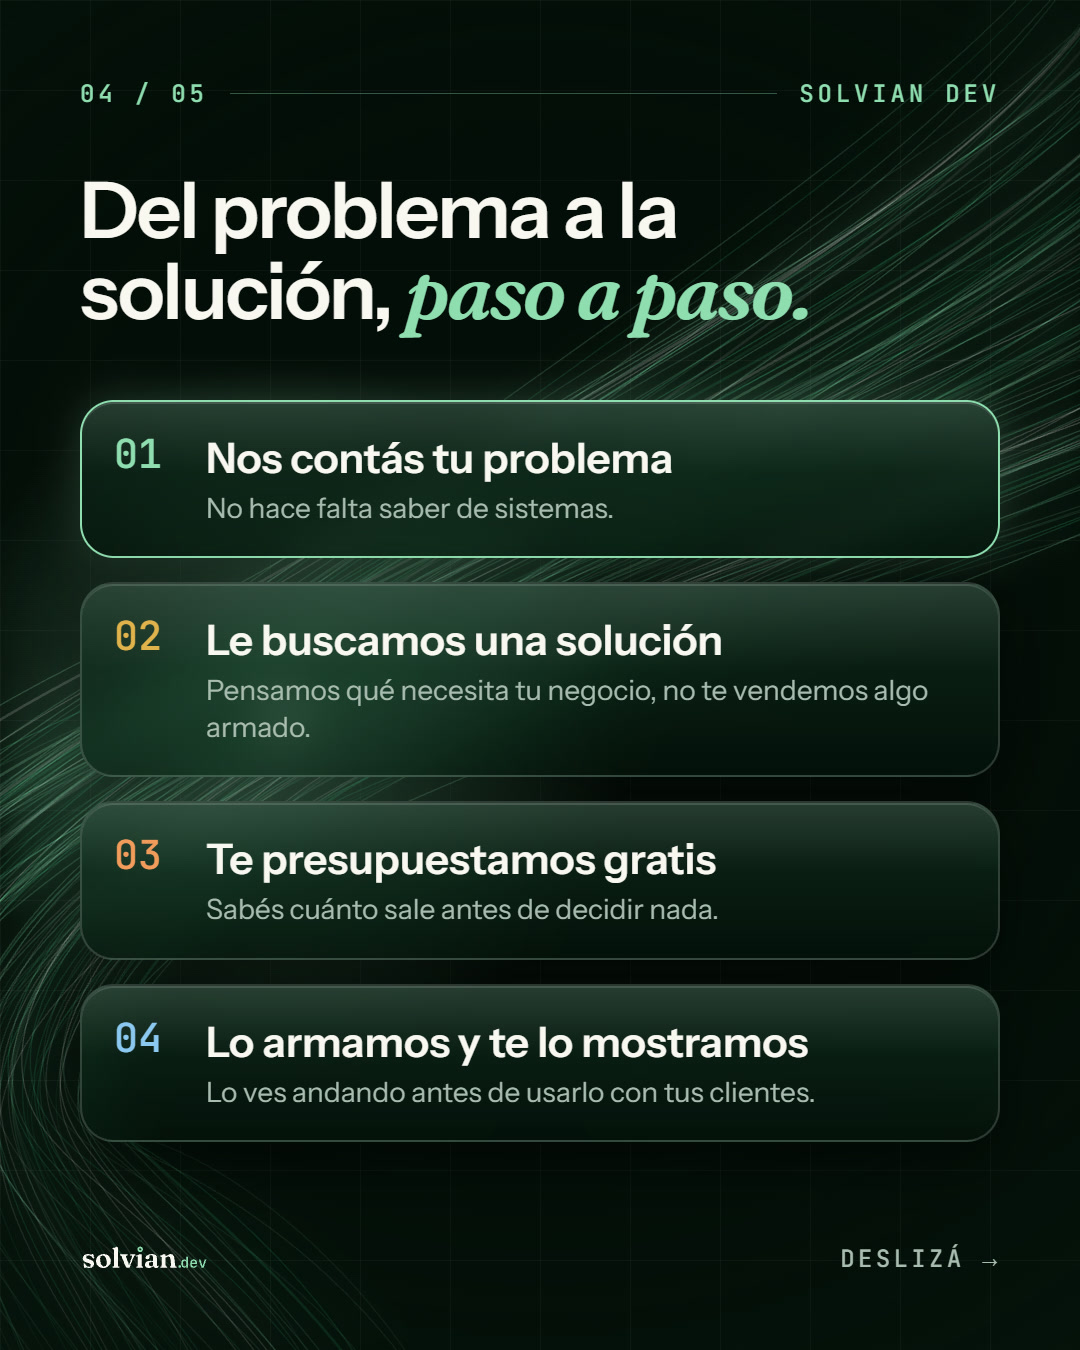 04 / 05
SOLVIAN DEV
Del problema a la
solución, paso a paso.
01
Nos contás tu problema
No hace falta saber de sistemas.
02
Le buscamos una solución
Pensamos qué necesita tu negocio, no te vendemos algo
armado.
03
Te presupuestamos gratis
Sabés cuánto sale antes de decidir nada.
04
Lo armamos y te lo mostramos
Lo ves andando antes de usarlo con tus clientes.
solvian.dev
DESLIZÁ →